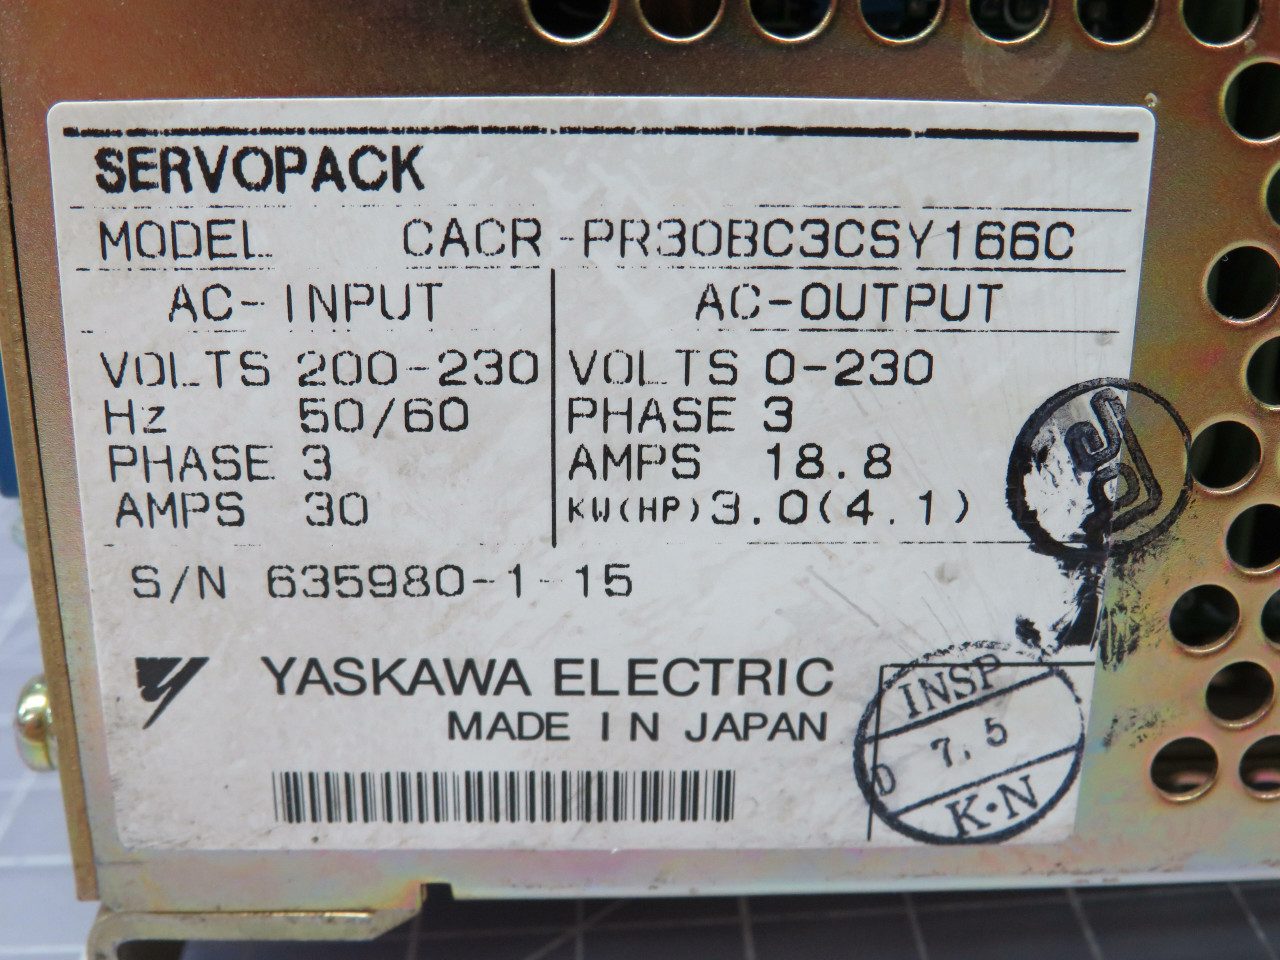 SERVOPACK
MODEL CACR-PR30BC3CSY166C
AC-INPUT AC-OUTPUT
VOLTS 200-230 VOLTS 0-230
Hz 50/60 PHASE 3
PHASE 3 AMPS 18.8
AMPS 30 KW(HP) 3.0(4.1)
S/N 635980-1-15
YASKAWA ELECTRIC
MADE IN JAPAN
INSP
D 7.5
K·N